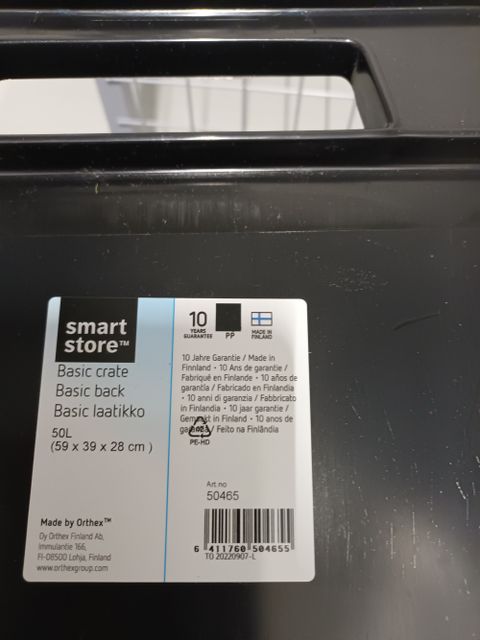 smart
store™
Basic crate
Basic back
Basic laatikko
50L
(59 x 39 x 28 cm )
Made by Orthex™
Oy Orthex Finland Ab,
Immulantie 166,
FI-08500 Lohja, Finland
www.orthexgroup.com
10
YEARS
GUARANTEE
PP
MADE IN
FINLAND
10 Jahre Garantie / Made in
Finnland • 10 Ans de garantie /
Fabriqué en Finlande • 10 años de
garantía / Fabricado en Finlandia
• 10 anni di garanzia / Fabbricato
in Finlandia • 10 jaar garantie /
in Finland • 10 anos de
/ Feito na Finlândia
PE-HD
Art no
50465
6 411760 504655
TO 20220907-L